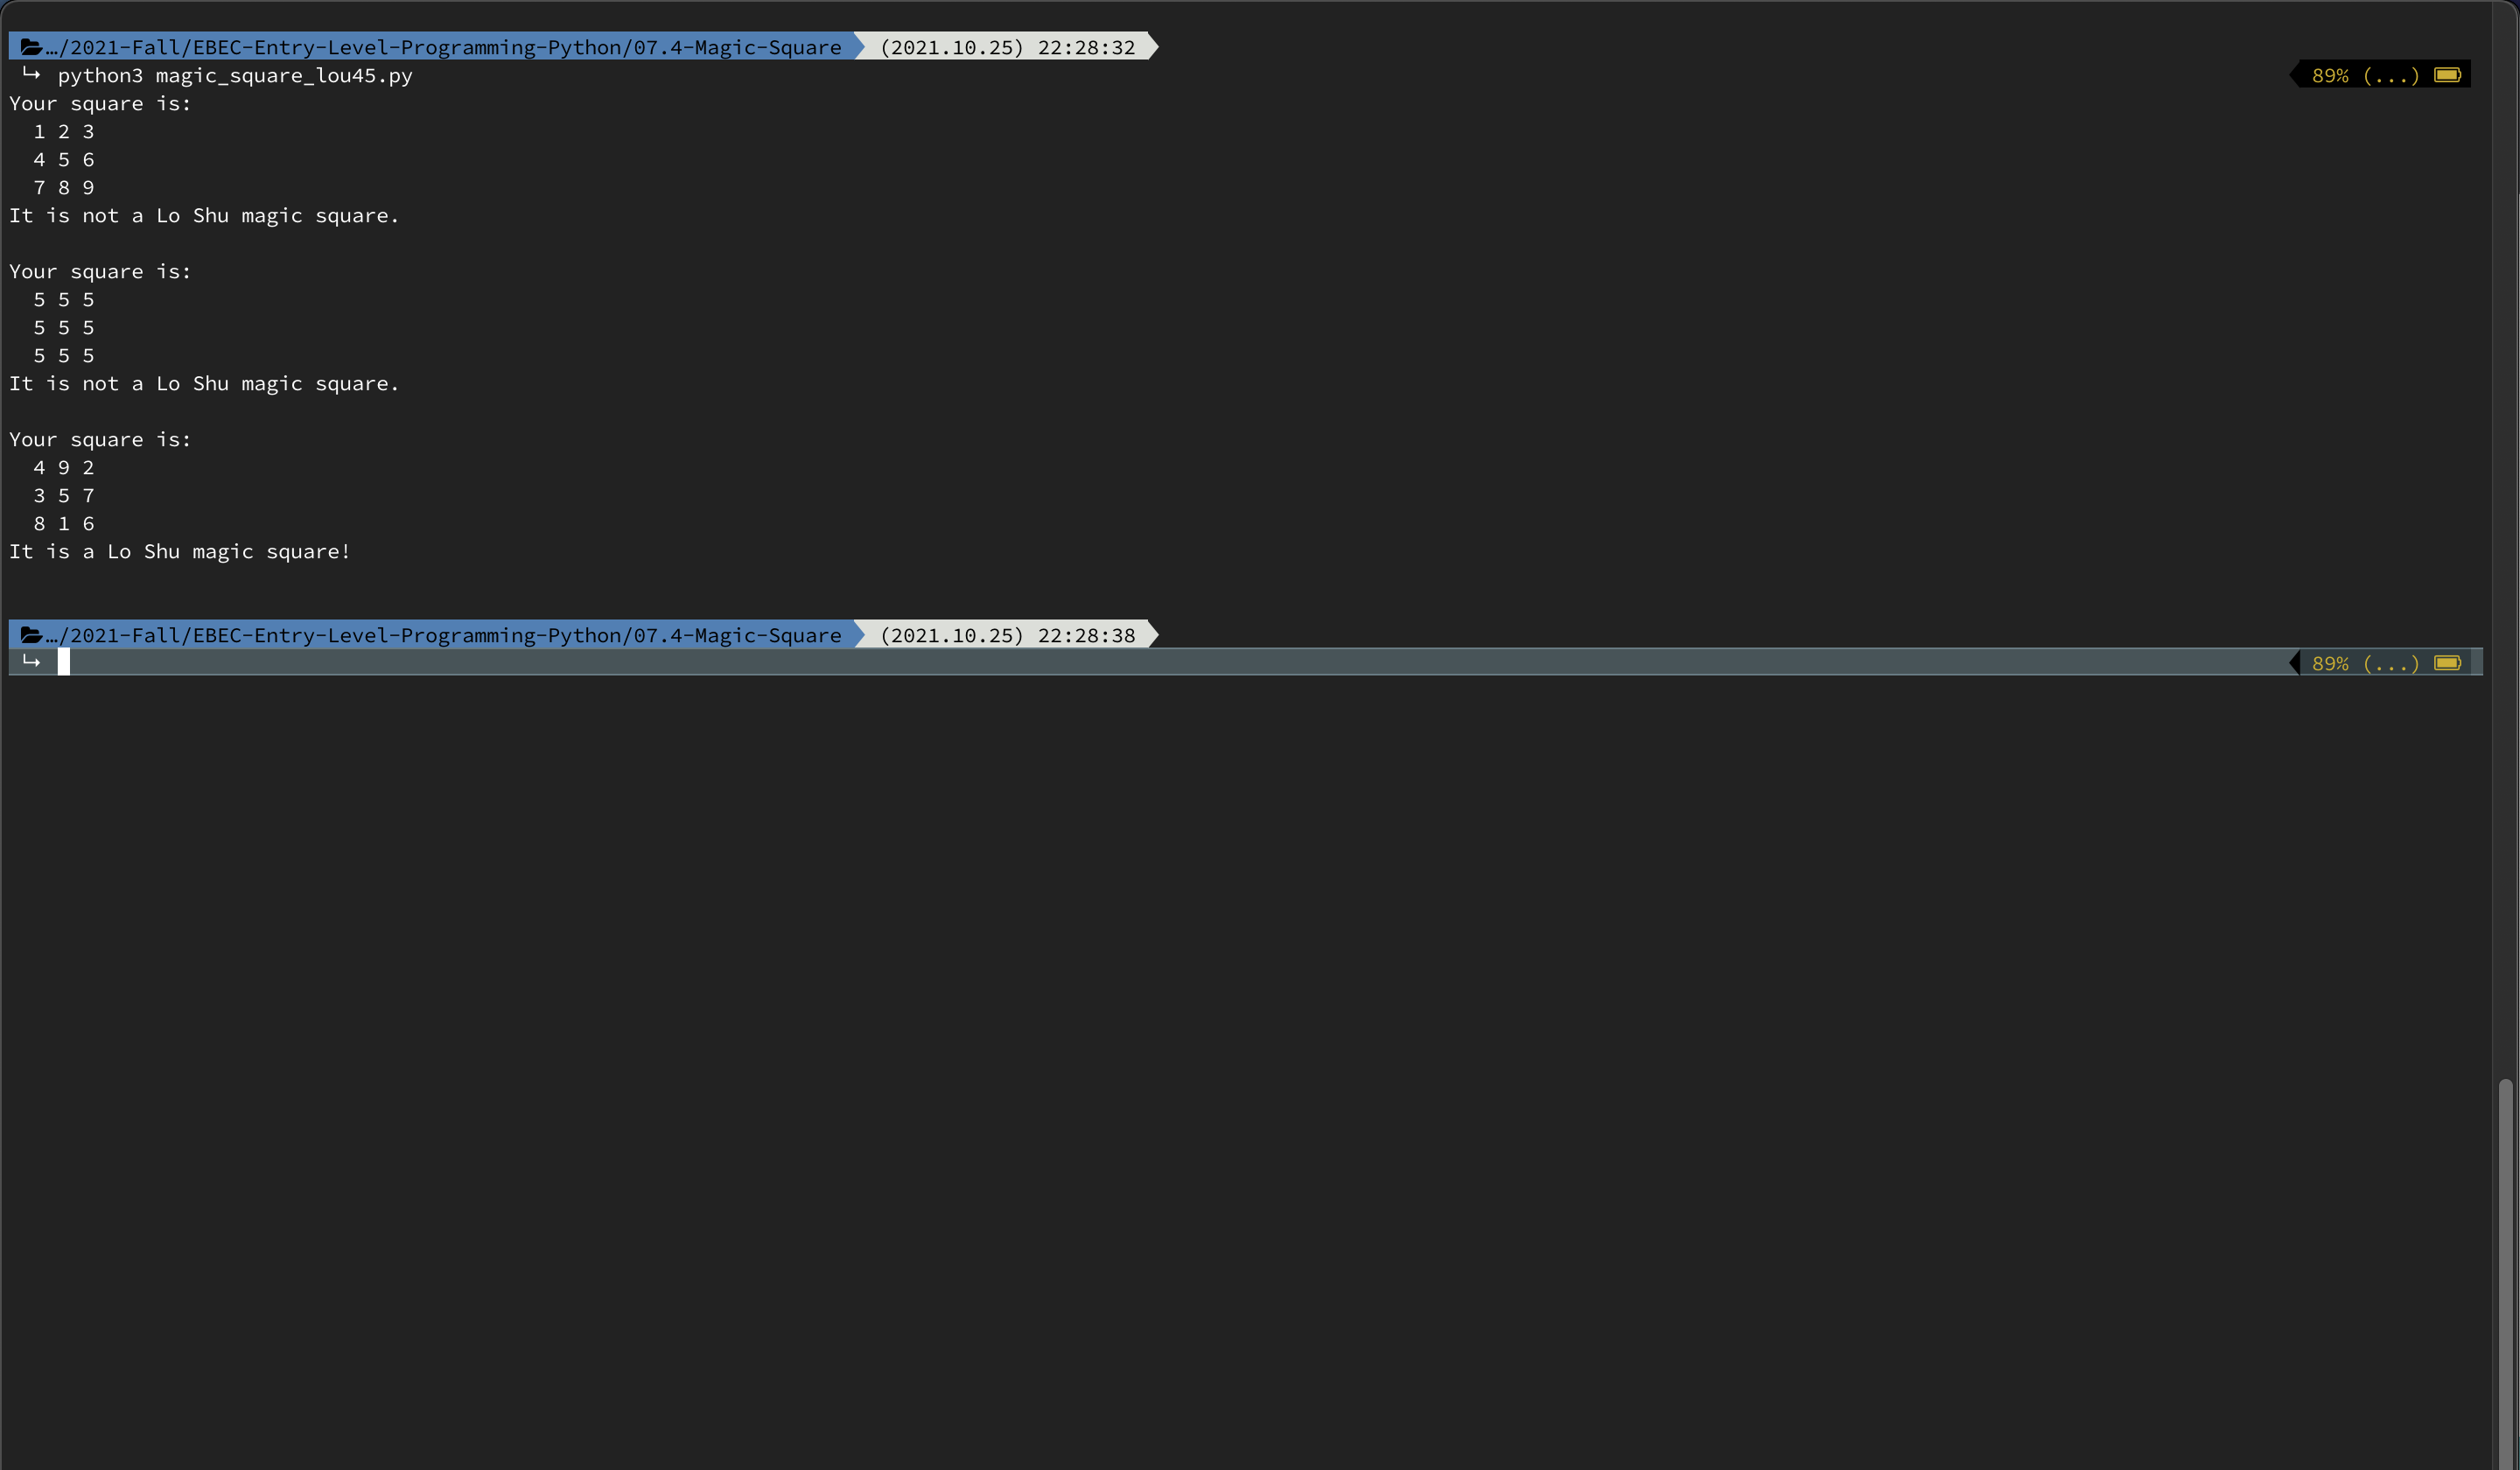 …/2021-Fall/EBEC-Entry-Level-Programming-Python/07.4-Magic-Square (2021.10.25) 22:28:32
↪ python3 magic_square_lou45.py 89% (...)
Your square is:
  1 2 3
  4 5 6
  7 8 9
It is not a Lo Shu magic square.

Your square is:
  5 5 5
  5 5 5
  5 5 5
It is not a Lo Shu magic square.

Your square is:
  4 9 2
  3 5 7
  8 1 6
It is a Lo Shu magic square!

…/2021-Fall/EBEC-Entry-Level-Programming-Python/07.4-Magic-Square (2021.10.25) 22:28:38
↪ 89% (...)